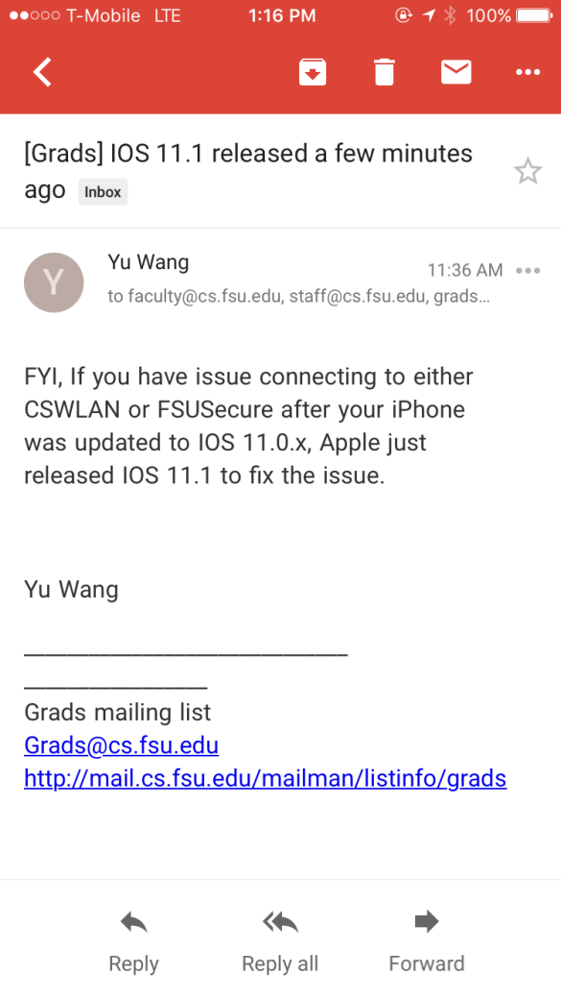 T-Mobile LTE 1:16 PM 100%
[Grads] IOS 11.1 released a few minutes
ago Inbox
Y
Yu Wang
11:36 AM
to faculty@cs.fsu.edu, staff@cs.fsu.edu, grads...
FYI, If you have issue connecting to either
CSWLAN or FSUSecure after your iPhone
was updated to IOS 11.0.x, Apple just
released IOS 11.1 to fix the issue.
Yu Wang
______________________________
_________________
Grads mailing list
Grads@cs.fsu.edu
http://mail.cs.fsu.edu/mailman/listinfo/grads
Reply Reply all Forward